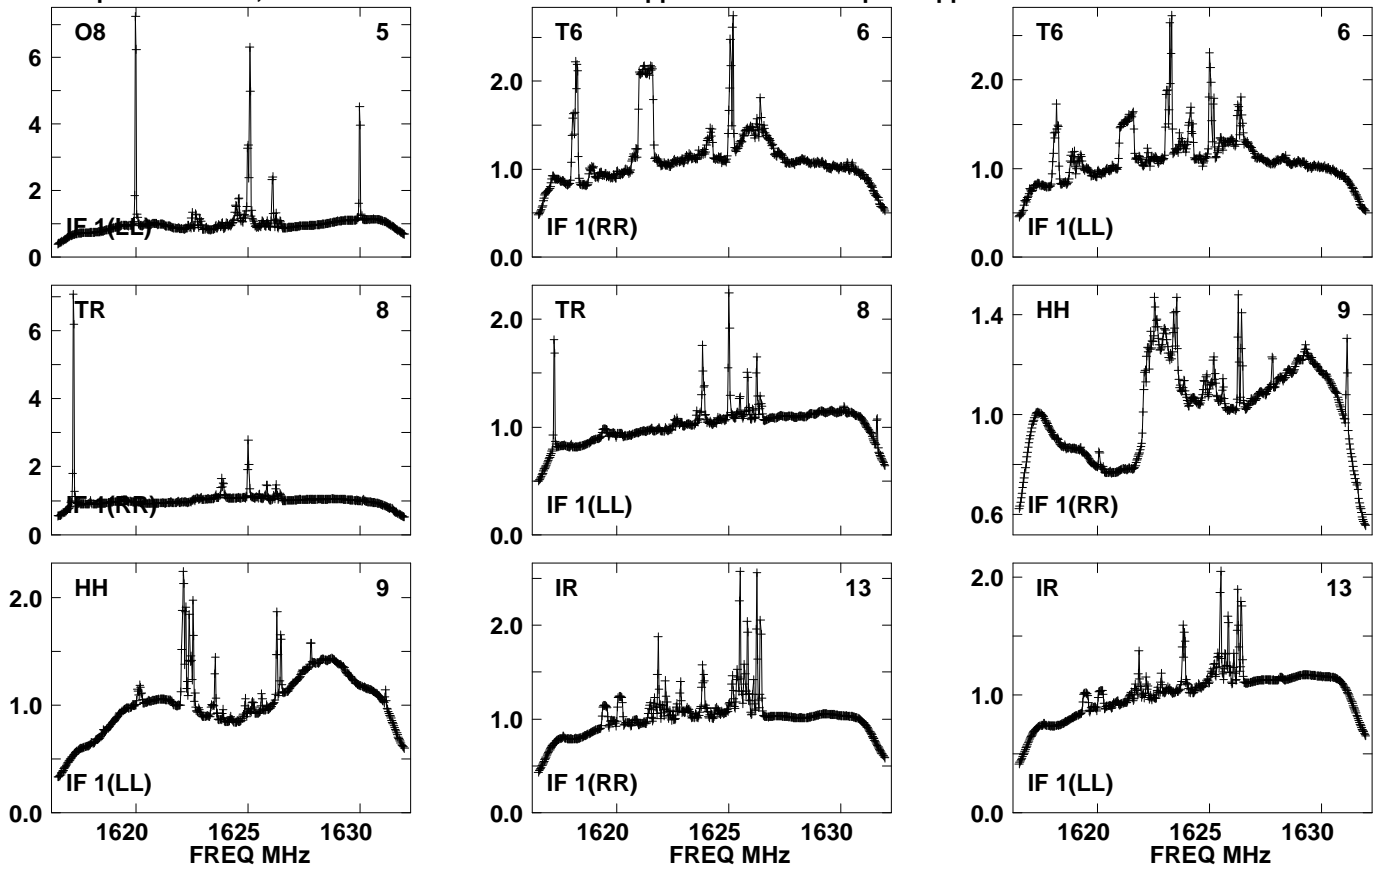 O8 5
6
4
2
0
IF 1(LL)
T6 6
2.0
1.0
0.0
IF 1(RR)
T6 6
2.0
1.0
0.0
IF 1(LL)
TR 8
6
4
2
0
IF 1(RR)
TR 8
2.0
1.0
0.0
IF 1(LL)
HH 9
1.4
1.0
0.6
IF 1(RR)
HH 9
2.0
1.0
0.0
IF 1(LL)
1620 1625 1630
FREQ MHz
IR 13
2.0
1.0
0.0
IF 1(RR)
1620 1625 1630
FREQ MHz
IR 13
2.0
1.0
0.0
IF 1(LL)
1620 1625 1630
FREQ MHz